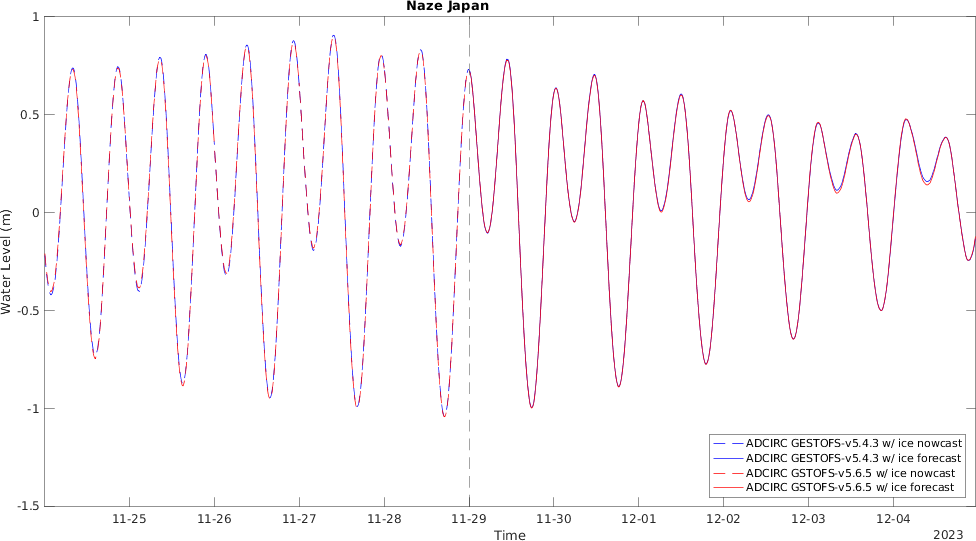 Naze Japan
Water Level (m)
1
0.5
0
-0.5
-1
-1.5
11-25
11-26
11-27
11-28
11-29
11-30
12-01
12-02
12-03
12-04
Time
2023
ADCIRC GESTOFS-v5.4.3 w/ ice nowcast
ADCIRC GESTOFS-v5.4.3 w/ ice forecast
ADCIRC GSTOFS-v5.6.5 w/ ice nowcast
ADCIRC GSTOFS-v5.6.5 w/ ice forecast